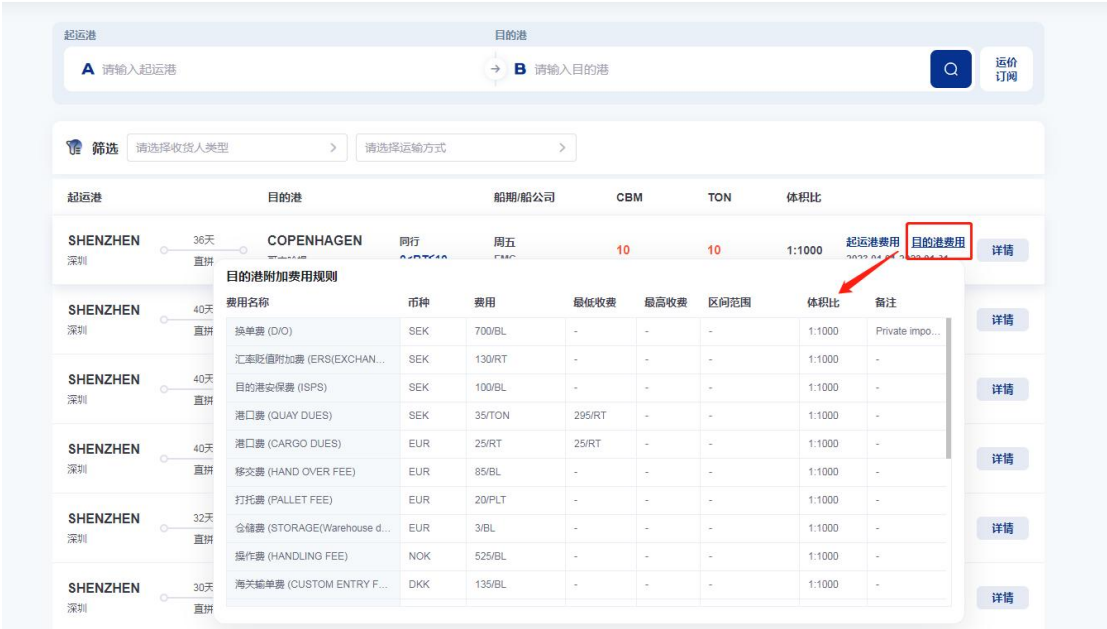 起运港 目的港
A 请输入起运港 → B 请输入目的港 运价
订阅
筛选 请选择收货人类型 > 请选择运输方式 >
起运港 目的港 船期/船公司 CBM TON 体积比
SHENZHEN 36天 COPENHAGEN 同行 周五 10 10 1:1000 起运港费用 目的港费用 详情
深圳 直拼
目的港附加费用规则
费用名称 币种 费用 最低收费 最高收费 区间范围 体积比 备注
换单费 (D/O) SEK 700/BL - - - 1:1000 Private impo...
汇率贬值附加费 (ERS(EXCHAN... SEK 130/RT - - - 1:1000 -
目的港安保费 (ISPS) SEK 100/BL - - - 1:1000 -
港口费 (QUAY DUES) SEK 35/TON 295/RT - - 1:1000 -
港口费 (CARGO DUES) EUR 25/RT 25/RT - - 1:1000 -
移交费 (HAND OVER FEE) EUR 85/BL - - - 1:1000 -
打托费 (PALLET FEE) EUR 20/PLT - - - 1:1000 -
仓储费 (STORAGE(Warehouse d... EUR 3/BL - - - 1:1000 -
操作费 (HANDLING FEE) NOK 525/BL - - - 1:1000 -
海关输单费 (CUSTOM ENTRY F... DKK 135/BL - - - 1:1000 -
SHENZHEN 40天 详情
深圳 直拼
SHENZHEN 40天 详情
深圳 直拼
SHENZHEN 40天 详情
深圳 直拼
SHENZHEN 32天 详情
深圳 直拼
SHENZHEN 30天 详情
深圳 直拼